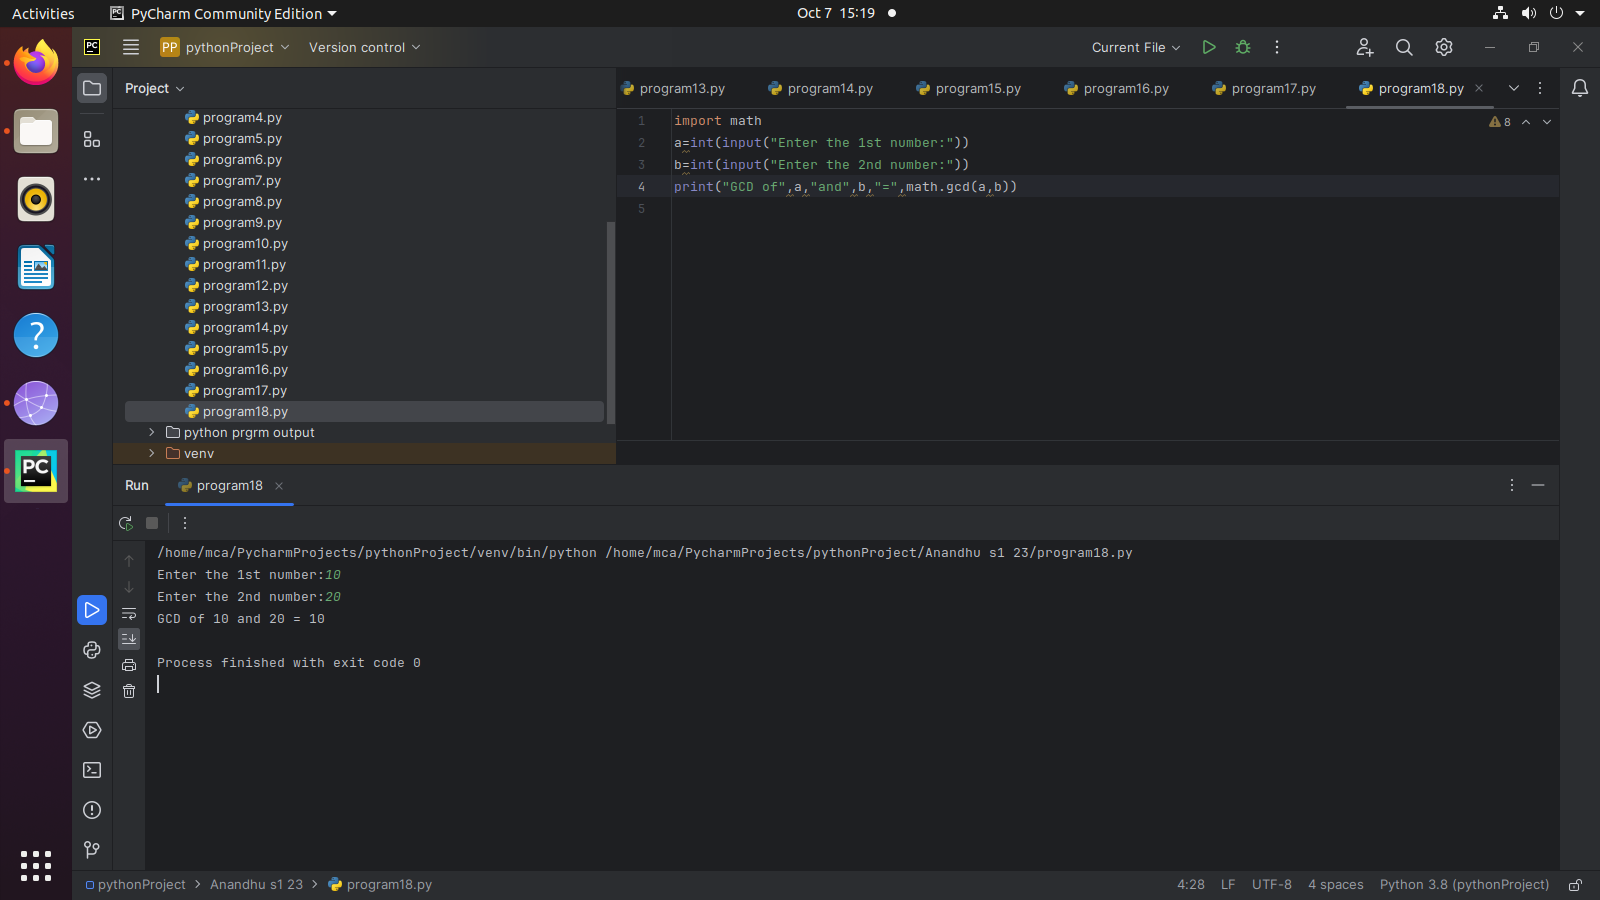 Activities
PyCharm Community Edition
Oct 7 15:19
PC
PP pythonProject
Version control
Current File
Project
program13.py
program14.py
program15.py
program16.py
program17.py
program18.py
program4.py
program5.py
program6.py
program7.py
program8.py
program9.py
program10.py
program11.py
program12.py
program13.py
program14.py
program15.py
program16.py
program17.py
program18.py
python prgrm output
venv
1 import math
2 a=int(input("Enter the 1st number:"))
3 b=int(input("Enter the 2nd number:"))
4 print("GCD of",a,"and",b,"=",math.gcd(a,b))
5
8
?
PC
Run
program18
/home/mca/PycharmProjects/pythonProject/venv/bin/python /home/mca/PycharmProjects/pythonProject/Anandhu s1 23/program18.py
Enter the 1st number:10
Enter the 2nd number:20
GCD of 10 and 20 = 10
Process finished with exit code 0
pythonProject > Anandhu s1 23 > program18.py
4:28 LF UTF-8 4 spaces Python 3.8 (pythonProject)